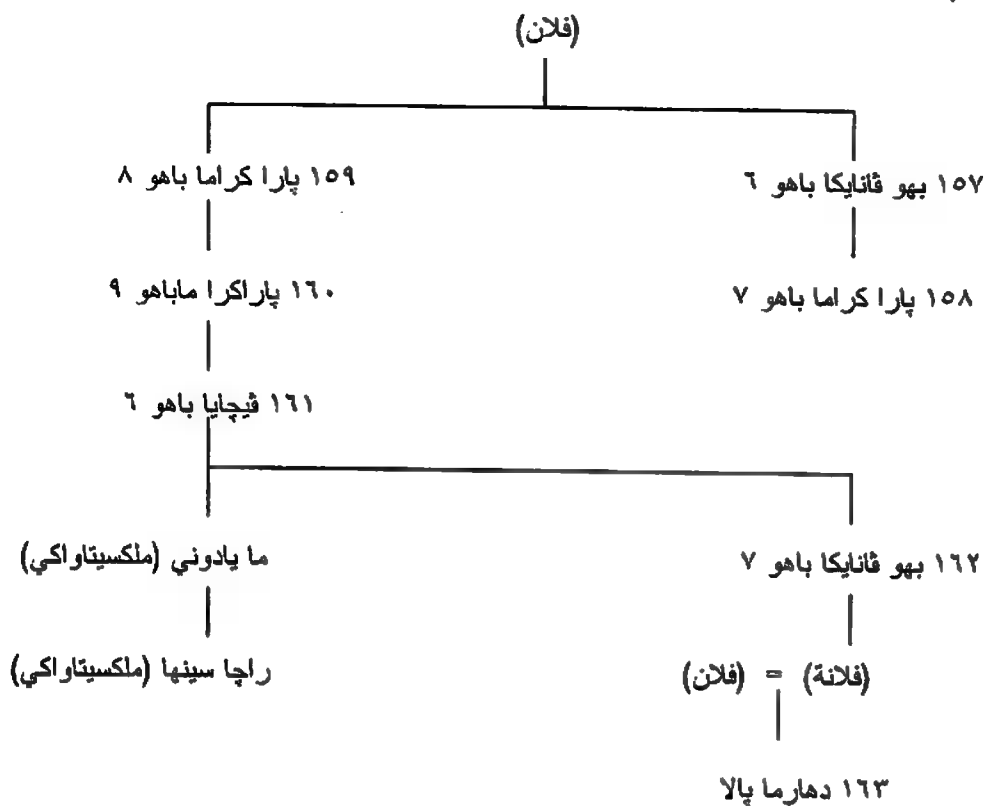 (فلان)
١٥٧ بهو ڤانايكا باهو ٦
١٥٩ پارا كراما باهو ٨
١٥٨ پارا كراما باهو ٧
١٦٠ پاراكرا ماباهو ٩
١٦١ ڤيچايا باهو ٦
١٦٢ بهو ڤانايكا باهو ٧
ما يادوني (ملكسيتاواكي)
(فلانة) = (فلان)
راچا سينها (ملكسيتاواكي)
١٦٣ دهارما پالا